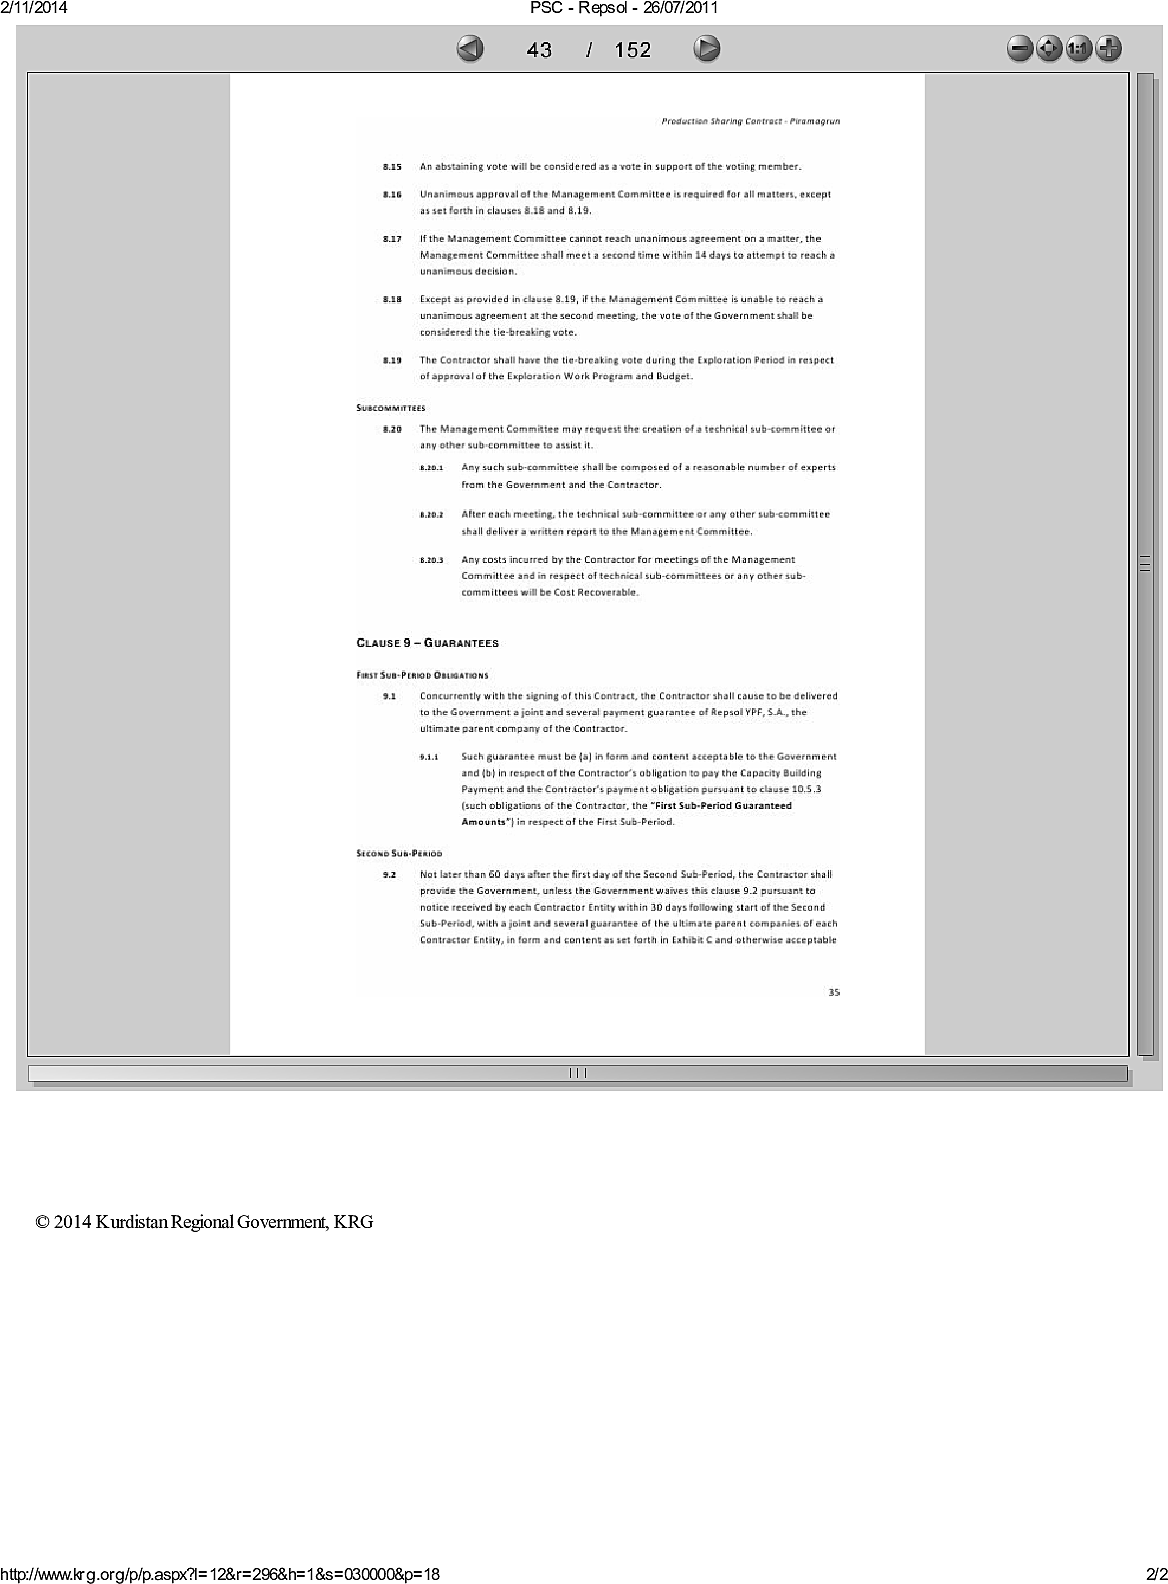 2/11/2014
PSC - Repsol - 26/07/2011
43 / 152
1:1
Production Sharing Contract - Piramagrun
8.15 An abstaining vote will be considered as a vote in support of the voting member.
8.16 Unanimous approval of the Management Committee is required for all matters, except
as set forth in clauses 8.18 and 8.19.
8.17 If the Management Committee cannot reach unanimous agreement on a matter, the
Management Committee shall meet a second time within 14 days to attempt to reach a
unanimous decision.
8.18 Except as provided in clause 8.19, if the Management Committee is unable to reach a
unanimous agreement at the second meeting, the vote of the Government shall be
considered the tie-breaking vote.
8.19 The Contractor shall have the tie-breaking vote during the Exploration Period in respect
of approval of the Exploration Work Program and Budget.
SUBCOMMITTEES
8.20 The Management Committee may request the creation of a technical sub-committee or
any other sub-committee to assist it.
8.20.1 Any such sub-committee shall be composed of a reasonable number of experts
from the Government and the Contractor.
8.20.2 After each meeting, the technical sub-committee or any other sub-committee
shall deliver a written report to the Management Committee.
8.20.3 Any costs incurred by the Contractor for meetings of the Management
Committee and in respect of technical sub-committees or any other sub-
committees will be Cost Recoverable.
CLAUSE 9 – GUARANTEES
FIRST SUB-PERIOD OBLIGATIONS
9.1 Concurrently with the signing of this Contract, the Contractor shall cause to be delivered
to the Government a joint and several payment guarantee of Repsol YPF, S.A., the
ultimate parent company of the Contractor.
9.1.1 Such guarantee must be (a) in form and content acceptable to the Government
and (b) in respect of the Contractor's obligation to pay the Capacity Building
Payment and the Contractor's payment obligation pursuant to clause 10.5.3
(such obligations of the Contractor, the "First Sub-Period Guaranteed
Amounts") in respect of the First Sub-Period.
SECOND SUB-PERIOD
9.2 Not later than 60 days after the first day of the Second Sub-Period, the Contractor shall
provide the Government, unless the Government waives this clause 9.2 pursuant to
notice received by each Contractor Entity within 30 days following start of the Second
Sub-Period, with a joint and several guarantee of the ultimate parent companies of each
Contractor Entity, in form and content as set forth in Exhibit C and otherwise acceptable
35
© 2014 Kurdistan Regional Government, KRG
http://www.krg.org/p/p.aspx?l=12&r=296&h=1&s=030000&p=18
2/2